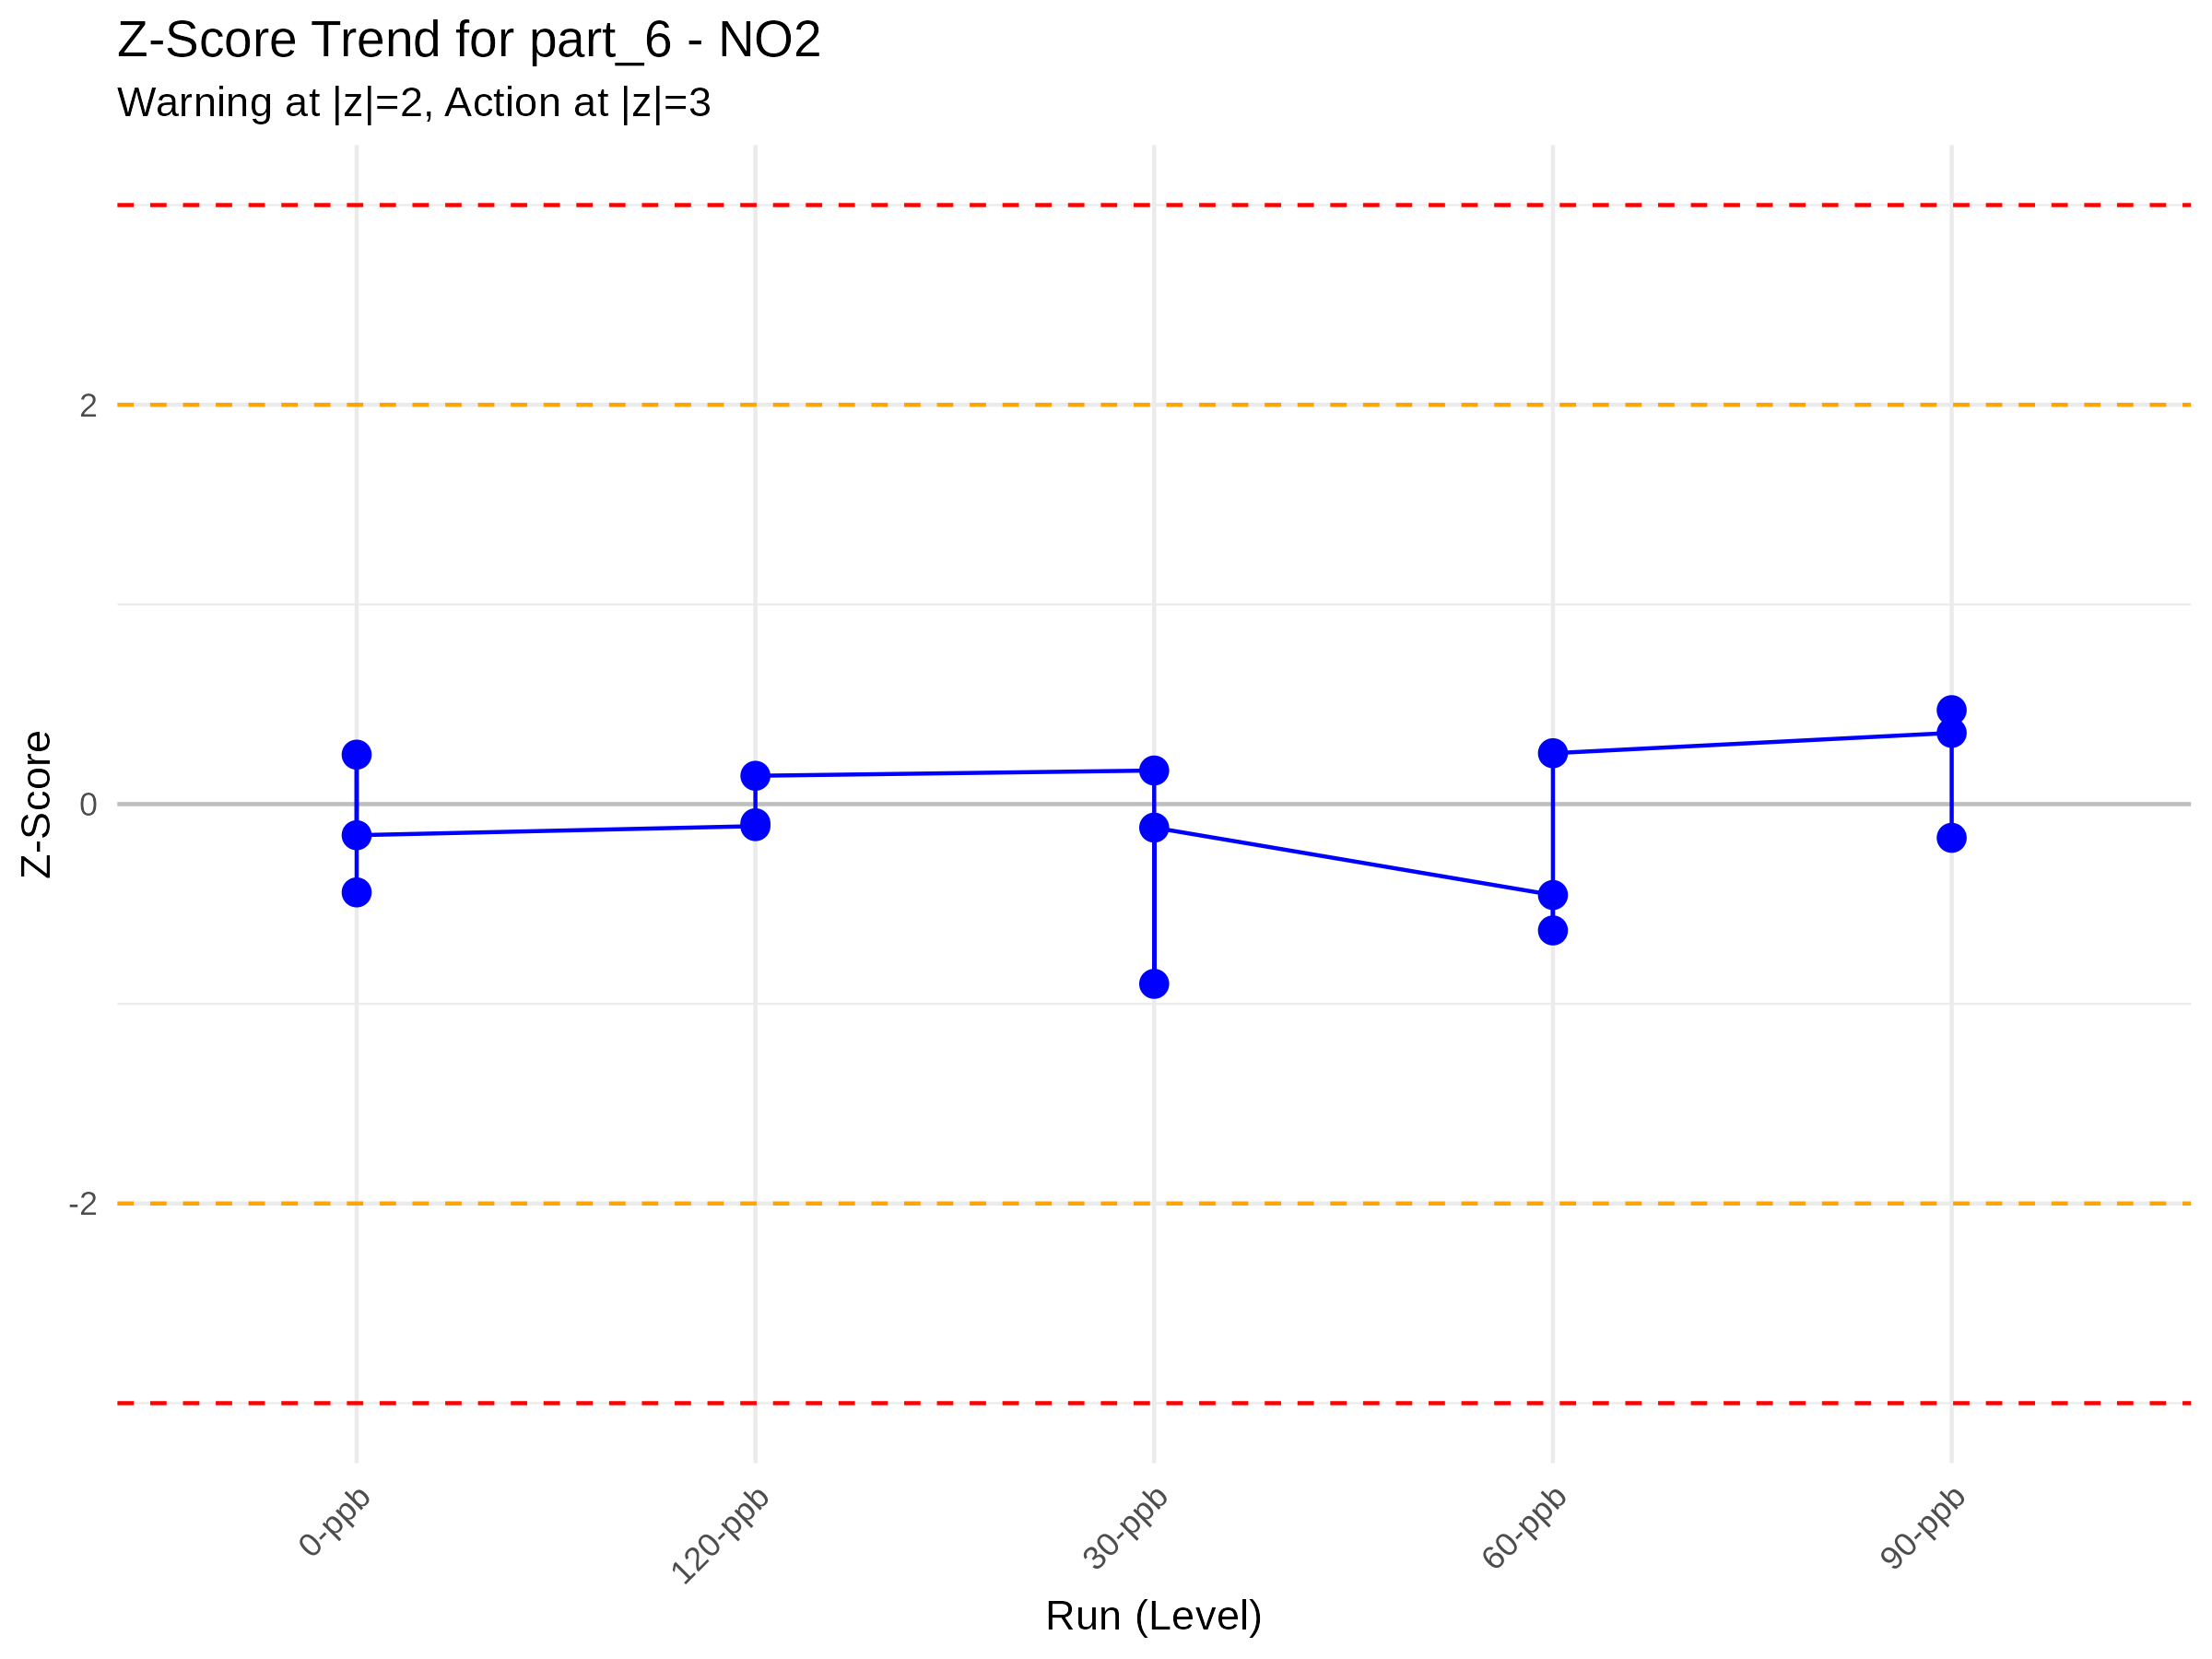 Z-Score Trend for part_6 - NO2
Warning at |z|=2, Action at |z|=3
Z-Score
2
0
-2
0-ppb
120-ppb
30-ppb
60-ppb
90-ppb
Run (Level)